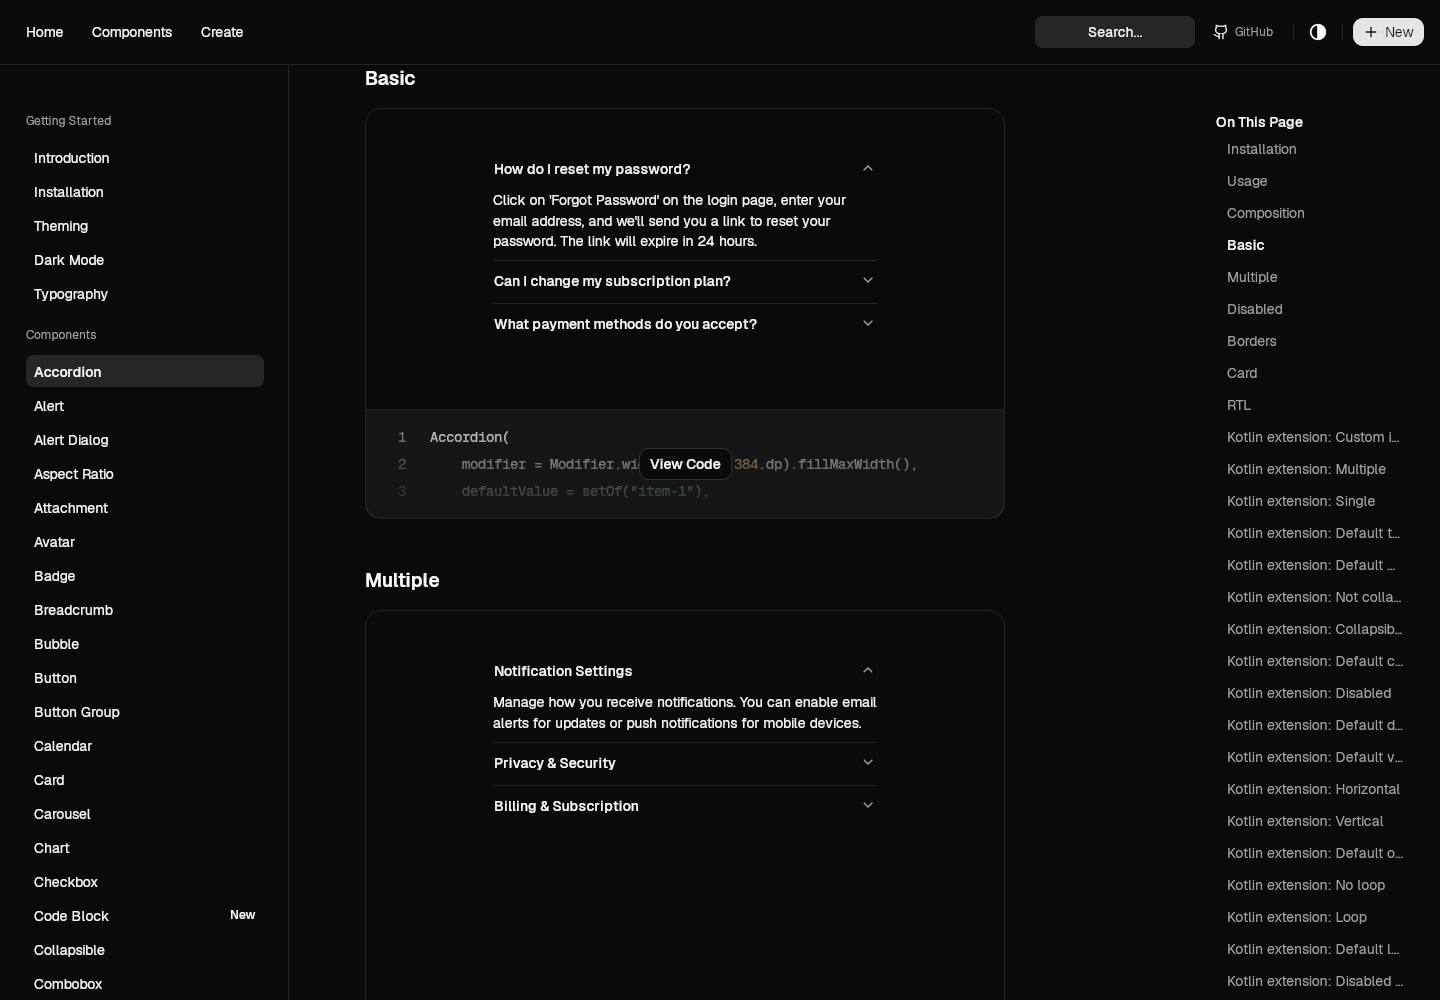 Home
Components
Create
Search...
GitHub
New
Getting Started
Introduction
Installation
Theming
Dark Mode
Typography
Components
Accordion
Alert
Alert Dialog
Aspect Ratio
Attachment
Avatar
Badge
Breadcrumb
Bubble
Button
Button Group
Calendar
Card
Carousel
Chart
Checkbox
Code Block New
Collapsible
Combobox
Basic
How do I reset my password?
Click on 'Forgot Password' on the login page, enter your
email address, and we'll send you a link to reset your
password. The link will expire in 24 hours.
Can I change my subscription plan?
What payment methods do you accept?
1 Accordion(
2 modifier = Modifier.wi View Code 384.dp).fillMaxWidth(),
3 defaultValue = setOf("item-1"),
Multiple
Notification Settings
Manage how you receive notifications. You can enable email
alerts for updates or push notifications for mobile devices.
Privacy & Security
Billing & Subscription
On This Page
Installation
Usage
Composition
Basic
Multiple
Disabled
Borders
Card
RTL
Kotlin extension: Custom i...
Kotlin extension: Multiple
Kotlin extension: Single
Kotlin extension: Default t...
Kotlin extension: Default ...
Kotlin extension: Not colla...
Kotlin extension: Collapsib...
Kotlin extension: Default c...
Kotlin extension: Disabled
Kotlin extension: Default d...
Kotlin extension: Default v...
Kotlin extension: Horizontal
Kotlin extension: Vertical
Kotlin extension: Default o...
Kotlin extension: No loop
Kotlin extension: Loop
Kotlin extension: Default l...
Kotlin extension: Disabled ...